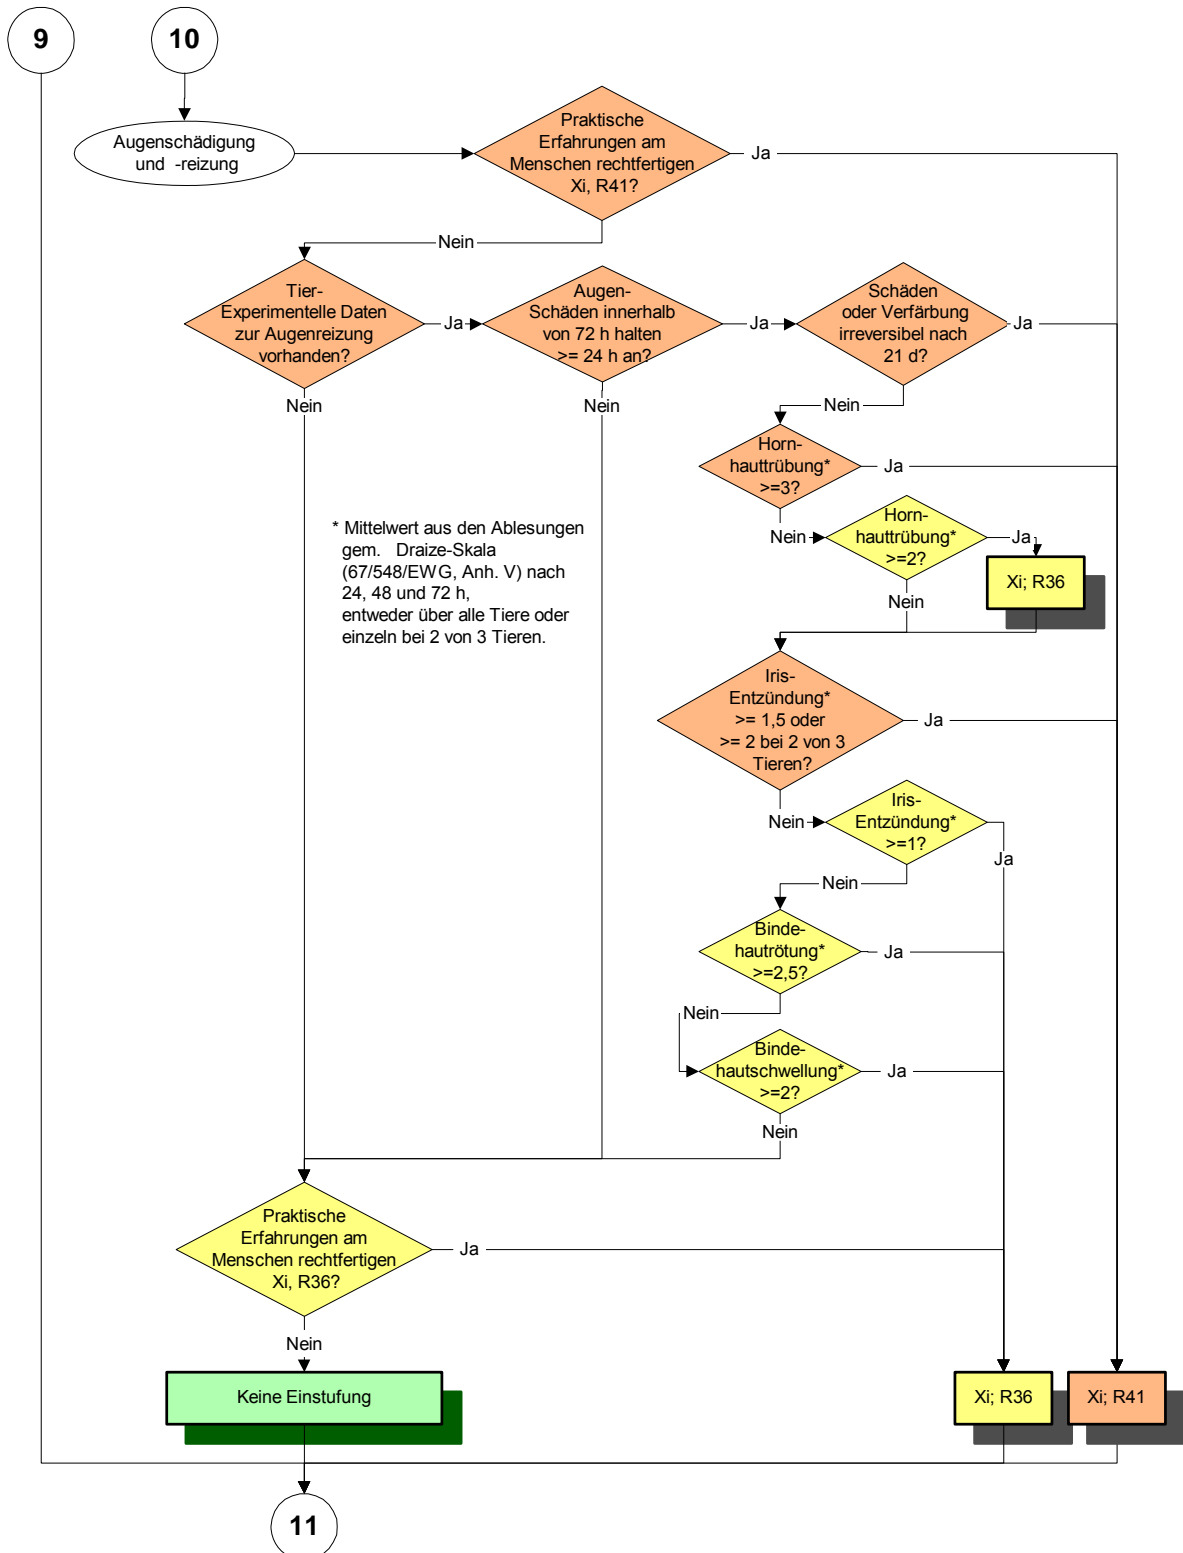 9
10
Augenschädigung
und -reizung
Praktische
Erfahrungen am
Menschen rechtfertigen
Xi, R41?
Ja
Nein
Tier-
Experimentelle Daten
zur Augenreizung
vorhanden?
Ja
Augen-
Schäden innerhalb
von 72 h halten
>= 24 h an?
Ja
Schäden
oder Verfärbung
irreversibel nach
21 d?
Ja
Nein
Nein
Nein
Horn-
hauttrübung*
>=3?
Ja
Nein
Horn-
hauttrübung*
>=2?
Ja
Xi; R36
Nein
* Mittelwert aus den Ablesungen
gem. Draize-Skala
(67/548/EWG, Anh. V) nach
24, 48 und 72 h,
entweder über alle Tiere oder
einzeln bei 2 von 3 Tieren.
Iris-
Entzündung*
>= 1,5 oder
>= 2 bei 2 von 3
Tieren?
Ja
Nein
Iris-
Entzündung*
>=1?
Ja
Nein
Binde-
hautrötung*
>=2,5?
Ja
Nein
Binde-
hautschwellung*
>=2?
Ja
Nein
Praktische
Erfahrungen am
Menschen rechtfertigen
Xi, R36?
Ja
Nein
Keine Einstufung
Xi; R36
Xi; R41
11